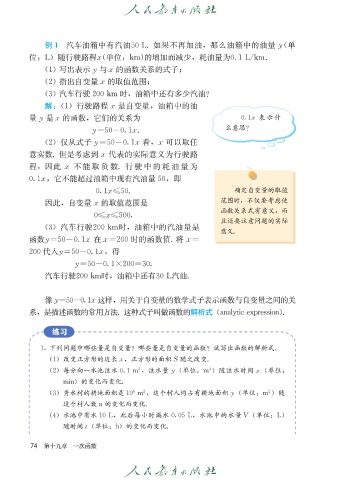 人民教育出版社
例1 汽车油箱中有汽油50 L. 如果不再加油，那么油箱中的油量 y(单
位：L) 随行驶路程x(单位：km)的增加而减少，耗油量为0.1 L/km.
(1) 写出表示 y 与 x 的函数关系的式子；
(2) 指出自变量 x 的取值范围；
(3) 汽车行驶 200 km 时，油箱中还有多少汽油？
解：(1) 行驶路程 x 是自变量，油箱中的油
量 y 是 x 的函数，它们的关系为
y=50−0.1x.
0.1x 表示什
么意思？
(2) 仅从式子 y=50−0.1x 看，x 可以取任
意实数. 但是考虑到 x 代表的实际意义为行驶路
程，因此 x 不能取负数. 行驶中的耗油量为
0.1x，它不能超过油箱中现有汽油量 50，即
0.1x≤50.
因此，自变量 x 的取值范围是
0≤x≤500.
确定自变量的取值
范围时，不仅要考虑使
函数关系式有意义，而
且还要注意问题的实际
意义.
(3) 汽车行驶200 km时，油箱中的汽油量是
函数y=50−0.1x 在 x=200 时的函数值. 将 x=
200 代入y=50−0.1x，得
y=50−0.1×200=30.
汽车行驶200 km时，油箱中还有30 L汽油.
像 y=50−0.1x 这样，用关于自变量的数学式子表示函数与自变量之间的关
系，是描述函数的常用方法. 这种式子叫做函数的解析式 (analytic expression).
练习
1. 下列问题中哪些量是自变量？哪些量是自变量的函数？试写出函数的解析式.
(1) 改变正方形的边长 x，正方形的面积 S 随之改变.
(2) 每分向一水池注水 0.1 m³，注水量 y（单位：m³）随注水时间 x（单位：
min）的变化而变化.
(3) 秀水村的耕地面积是 10⁶ m²，这个村人均占有耕地面积 y（单位：m²）随
这个村人数 n 的变化而变化.
(4) 水池中有水 10 L，此后每小时漏水 0.05 L，水池中的水量 V（单位：L）
随时间 t（单位：h）的变化而变化.
74 第十九章 一次函数
人民教育出版社